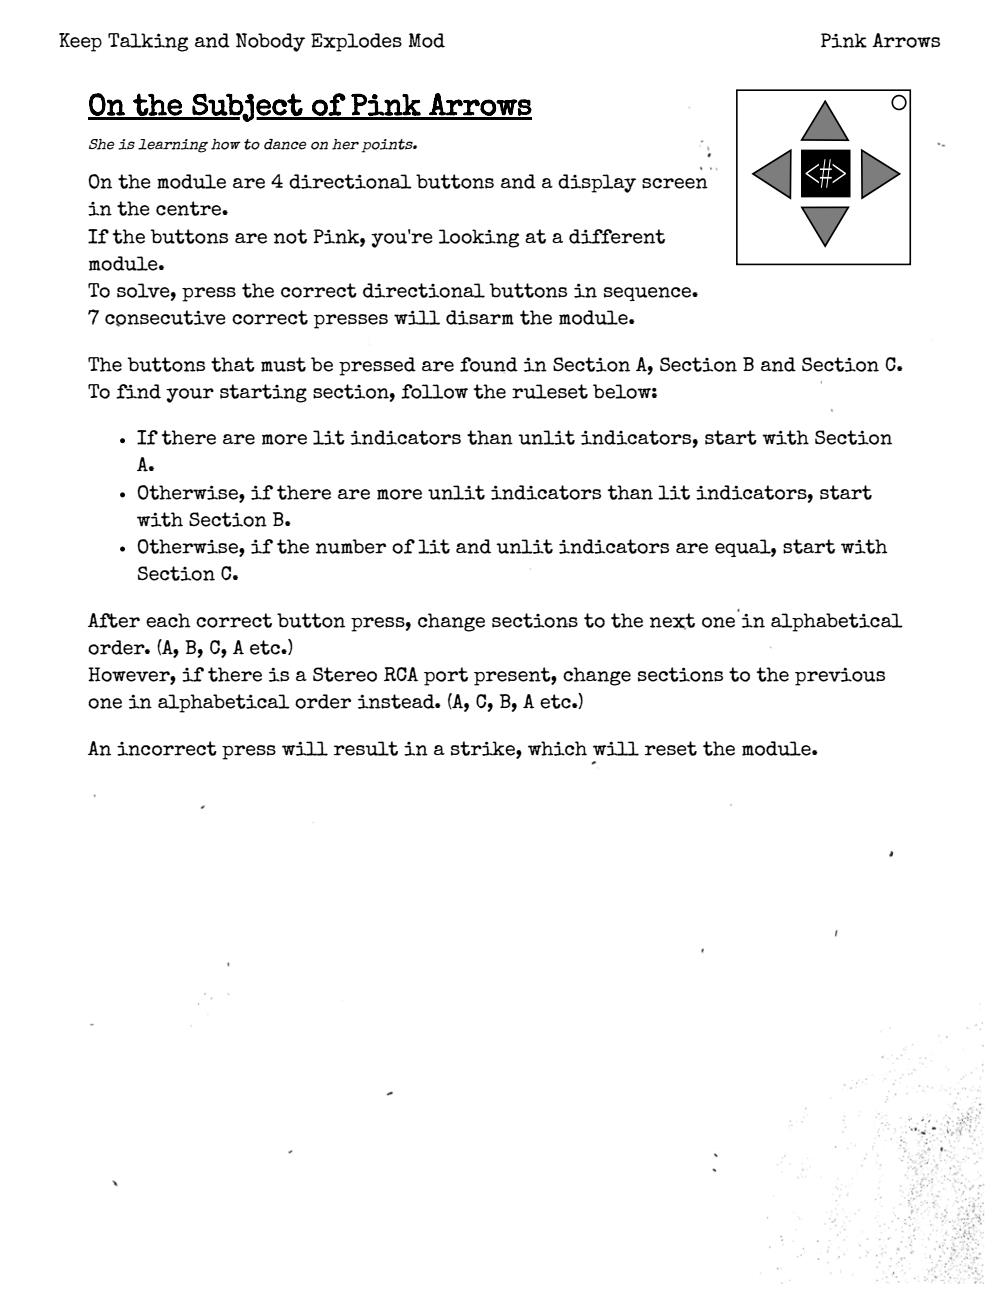 Keep Talking and Nobody Explodes Mod
Pink Arrows
On the Subject of Pink Arrows
She is learning how to dance on her points.
On the module are 4 directional buttons and a display screen
in the centre.
If the buttons are not Pink, you're looking at a different
module.
To solve, press the correct directional buttons in sequence.
7 consecutive correct presses will disarm the module.
<#>
The buttons that must be pressed are found in Section A, Section B and Section C.
To find your starting section, follow the ruleset below:
• If there are more lit indicators than unlit indicators, start with Section
A.
• Otherwise, if there are more unlit indicators than lit indicators, start
with Section B.
• Otherwise, if the number of lit and unlit indicators are equal, start with
Section C.
After each correct button press, change sections to the next one in alphabetical
order. (A, B, C, A etc.)
However, if there is a Stereo RCA port present, change sections to the previous
one in alphabetical order instead. (A, C, B, A etc.)
An incorrect press will result in a strike, which will reset the module.